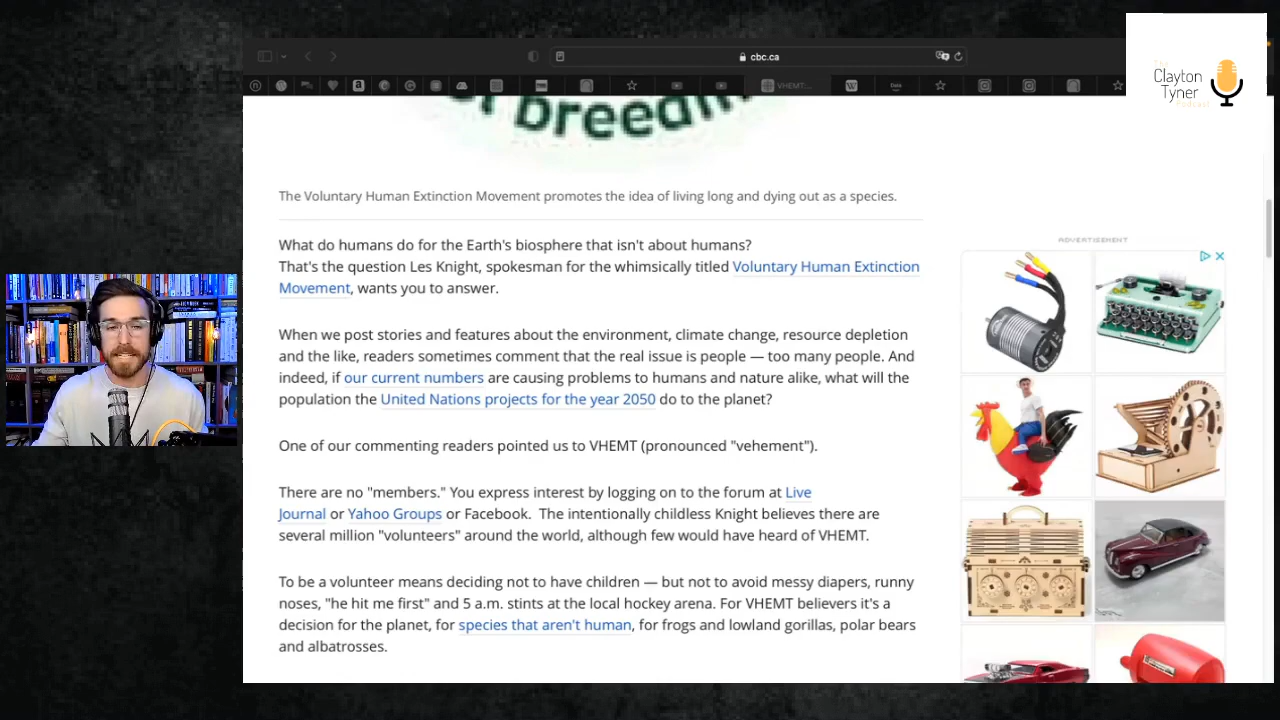 cbc.ca
VHEMT:...
The
Clayton
Tyner
Podcast
breedin
The Voluntary Human Extinction Movement promotes the idea of living long and dying out as a species.
What do humans do for the Earth's biosphere that isn't about humans?
That's the question Les Knight, spokesman for the whimsically titled Voluntary Human Extinction
Movement, wants you to answer.
When we post stories and features about the environment, climate change, resource depletion
and the like, readers sometimes comment that the real issue is people — too many people. And
indeed, if our current numbers are causing problems to humans and nature alike, what will the
population the United Nations projects for the year 2050 do to the planet?
One of our commenting readers pointed us to VHEMT (pronounced "vehement").
There are no "members." You express interest by logging on to the forum at Live
Journal or Yahoo Groups or Facebook. The intentionally childless Knight believes there are
several million "volunteers" around the world, although few would have heard of VHEMT.
To be a volunteer means deciding not to have children — but not to avoid messy diapers, runny
noses, "he hit me first" and 5 a.m. stints at the local hockey arena. For VHEMT believers it's a
decision for the planet, for species that aren't human, for frogs and lowland gorillas, polar bears
and albatrosses.
ADVERTISEMENT